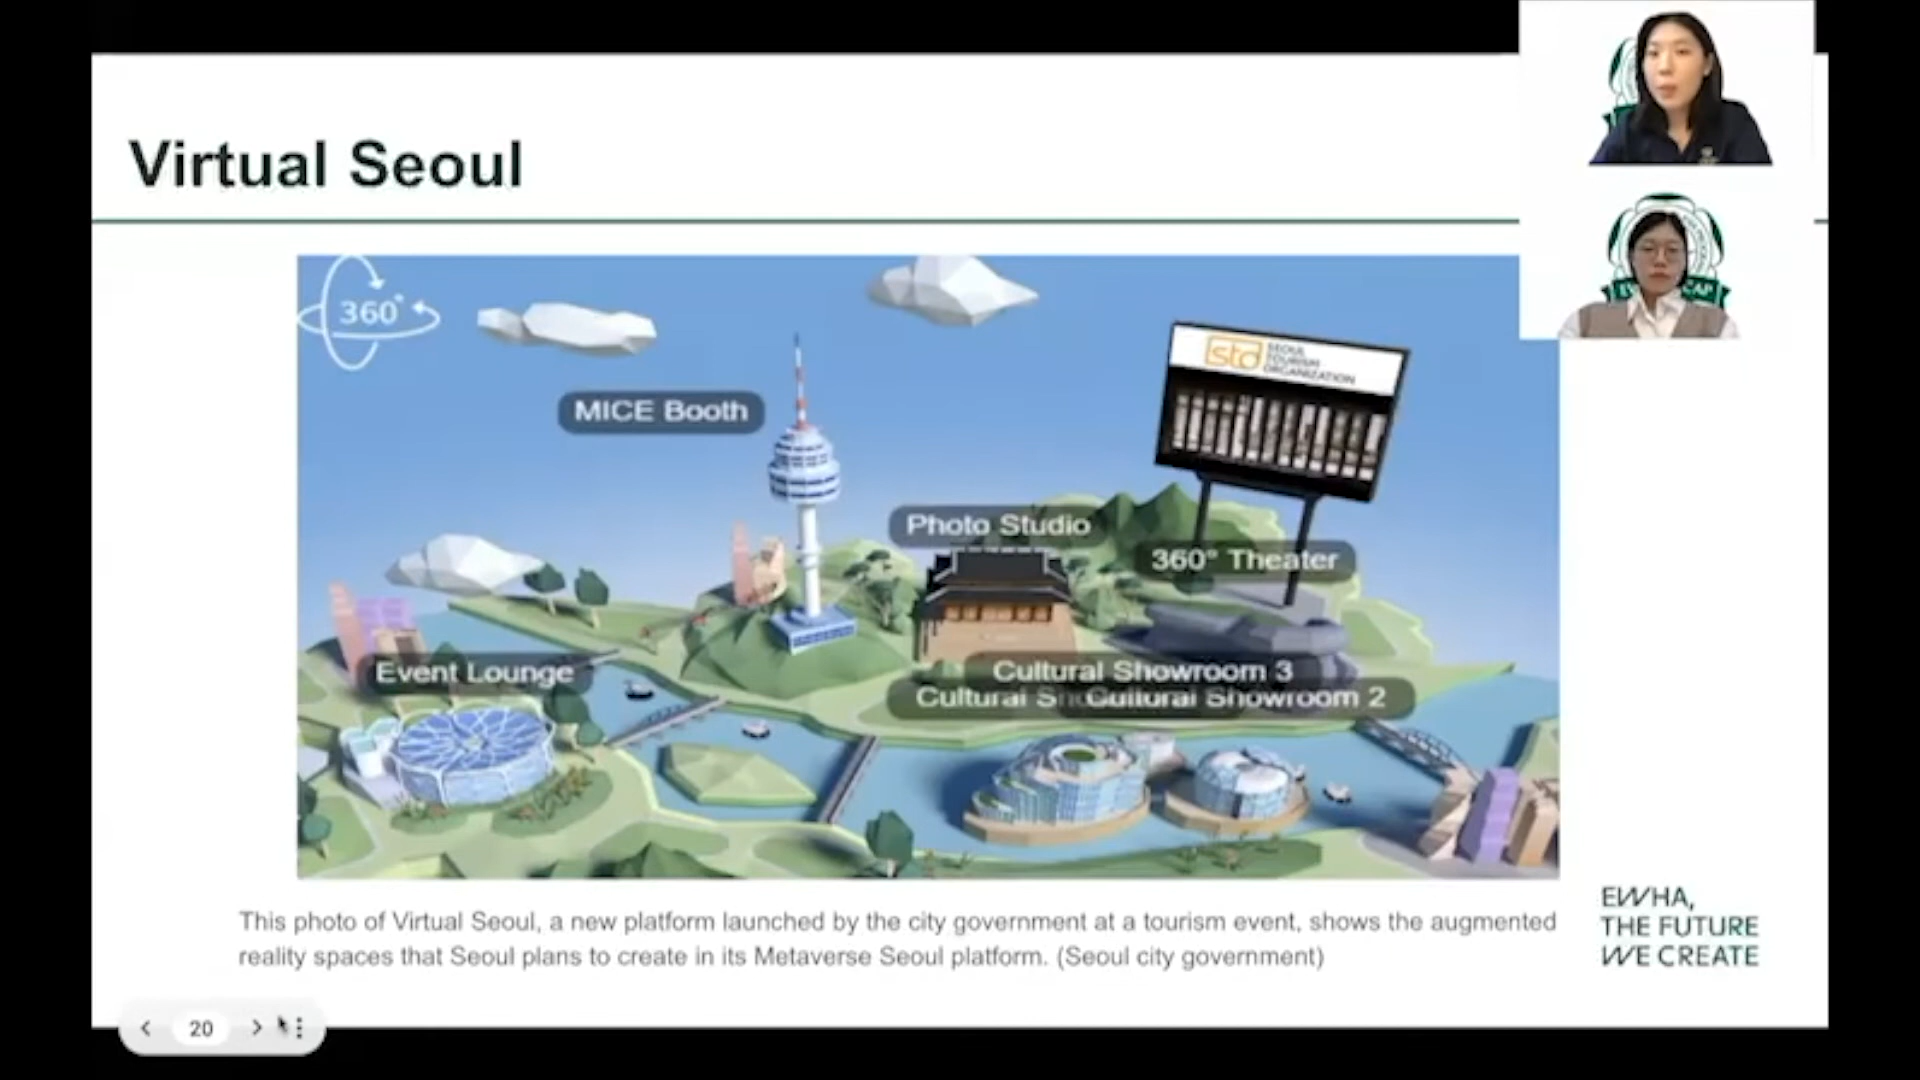 Virtual Seoul
360°
MICE Booth
std SEOUL
TOURISM
ORGANIZATION
Photo Studio
360° Theater
Event Lounge
Cultural Showroom 3
Cultural Cultural Showroom 2
This photo of Virtual Seoul, a new platform launched by the city government at a tourism event, shows the augmented
reality spaces that Seoul plans to create in its Metaverse Seoul platform. (Seoul city government)
EWHA,
THE FUTURE
WE CREATE
20